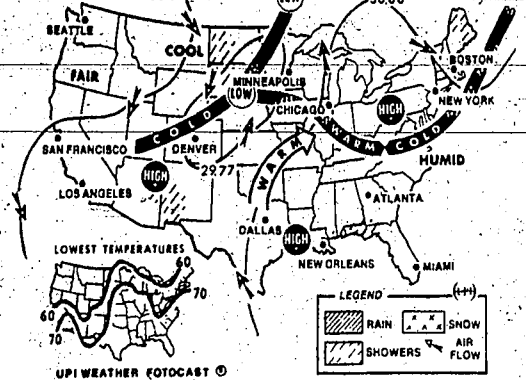 30.00
SEATTLE
COOL
BOSTON
FAIR
MINNEAPOLIS
LOW
CHICAGO
HIGH
NEW YORK
COLD
WARM
COLD
SAN FRANCISCO
DENVER
HUMID
29.77
WARM
HIGH
LOS ANGELES
ATLANTA
DALLAS
HIGH
NEW ORLEANS
MIAMI
LOWEST TEMPERATURES
60
70
60
70
LEGEND
RAIN
SNOW
SHOWERS
AIR
FLOW
UPI WEATHER FOTOCAST ©